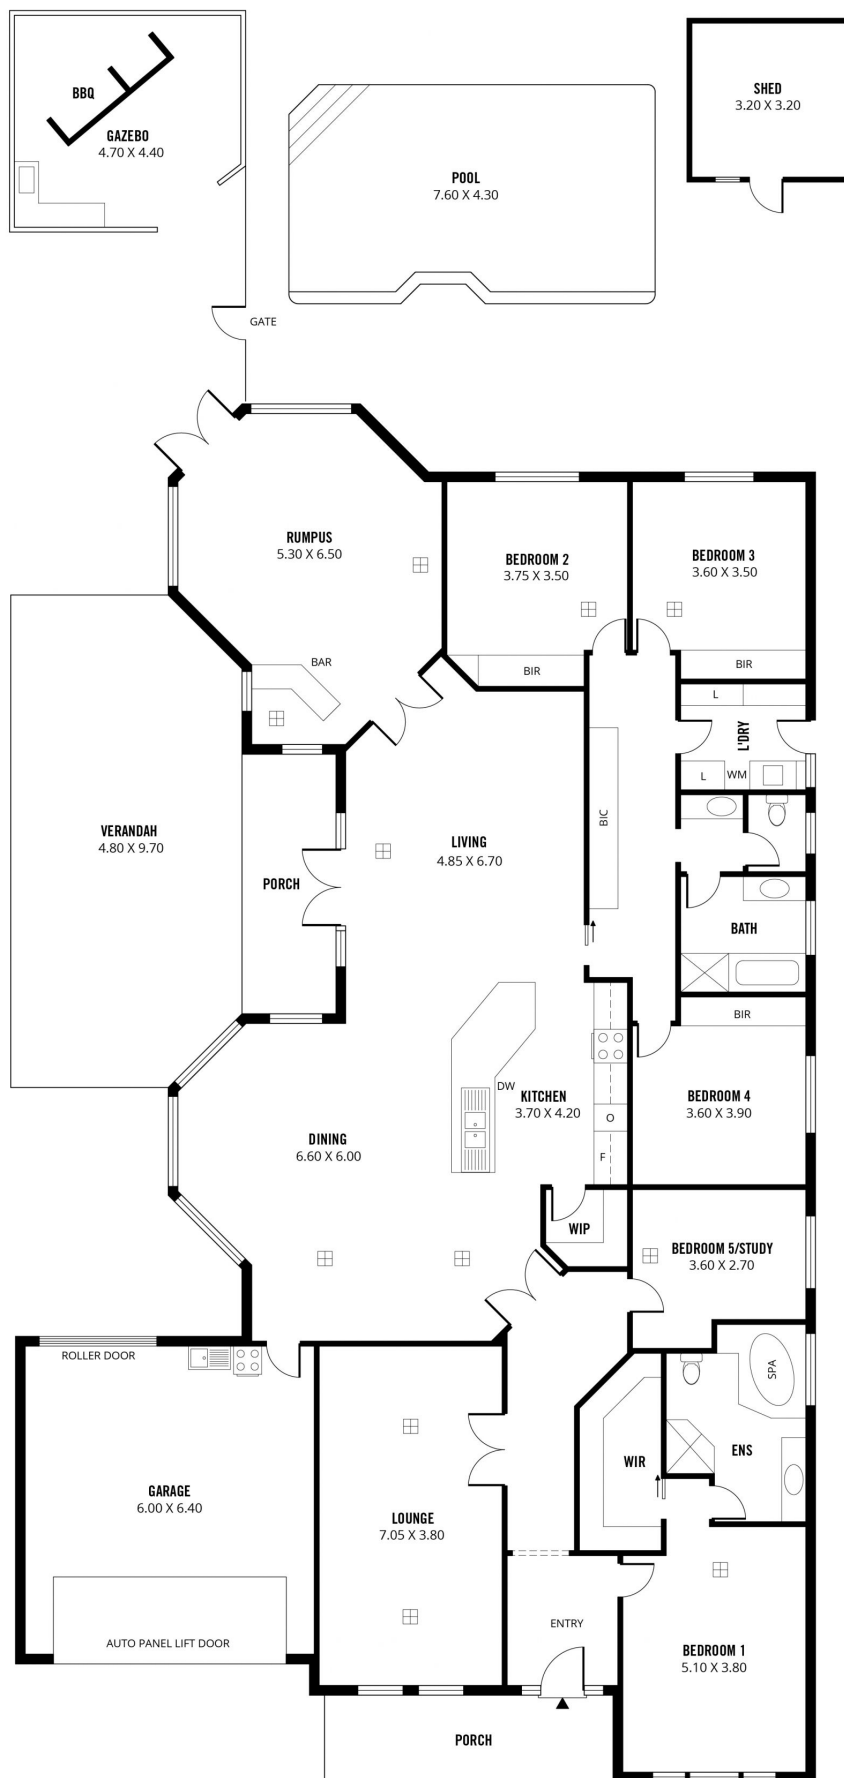 BBQ
GAZEBO
4.70 X 4.40
POOL
7.60 X 4.30
SHED
3.20 X 3.20
GATE
RUMPUS
5.30 X 6.50
BAR
BEDROOM 2
3.75 X 3.50
BIR
BEDROOM 3
3.60 X 3.50
BIR
L
L'DRY
L
WM
VERANDAH
4.80 X 9.70
PORCH
LIVING
4.85 X 6.70
BIC
BATH
BIR
BEDROOM 4
3.60 X 3.90
DW
KITCHEN
3.70 X 4.20
O
F
DINING
6.60 X 6.00
WIP
BEDROOM 5/STUDY
3.60 X 2.70
ROLLER DOOR
SPA
ENS
WIR
GARAGE
6.00 X 6.40
LOUNGE
7.05 X 3.80
AUTO PANEL LIFT DOOR
ENTRY
BEDROOM 1
5.10 X 3.80
PORCH